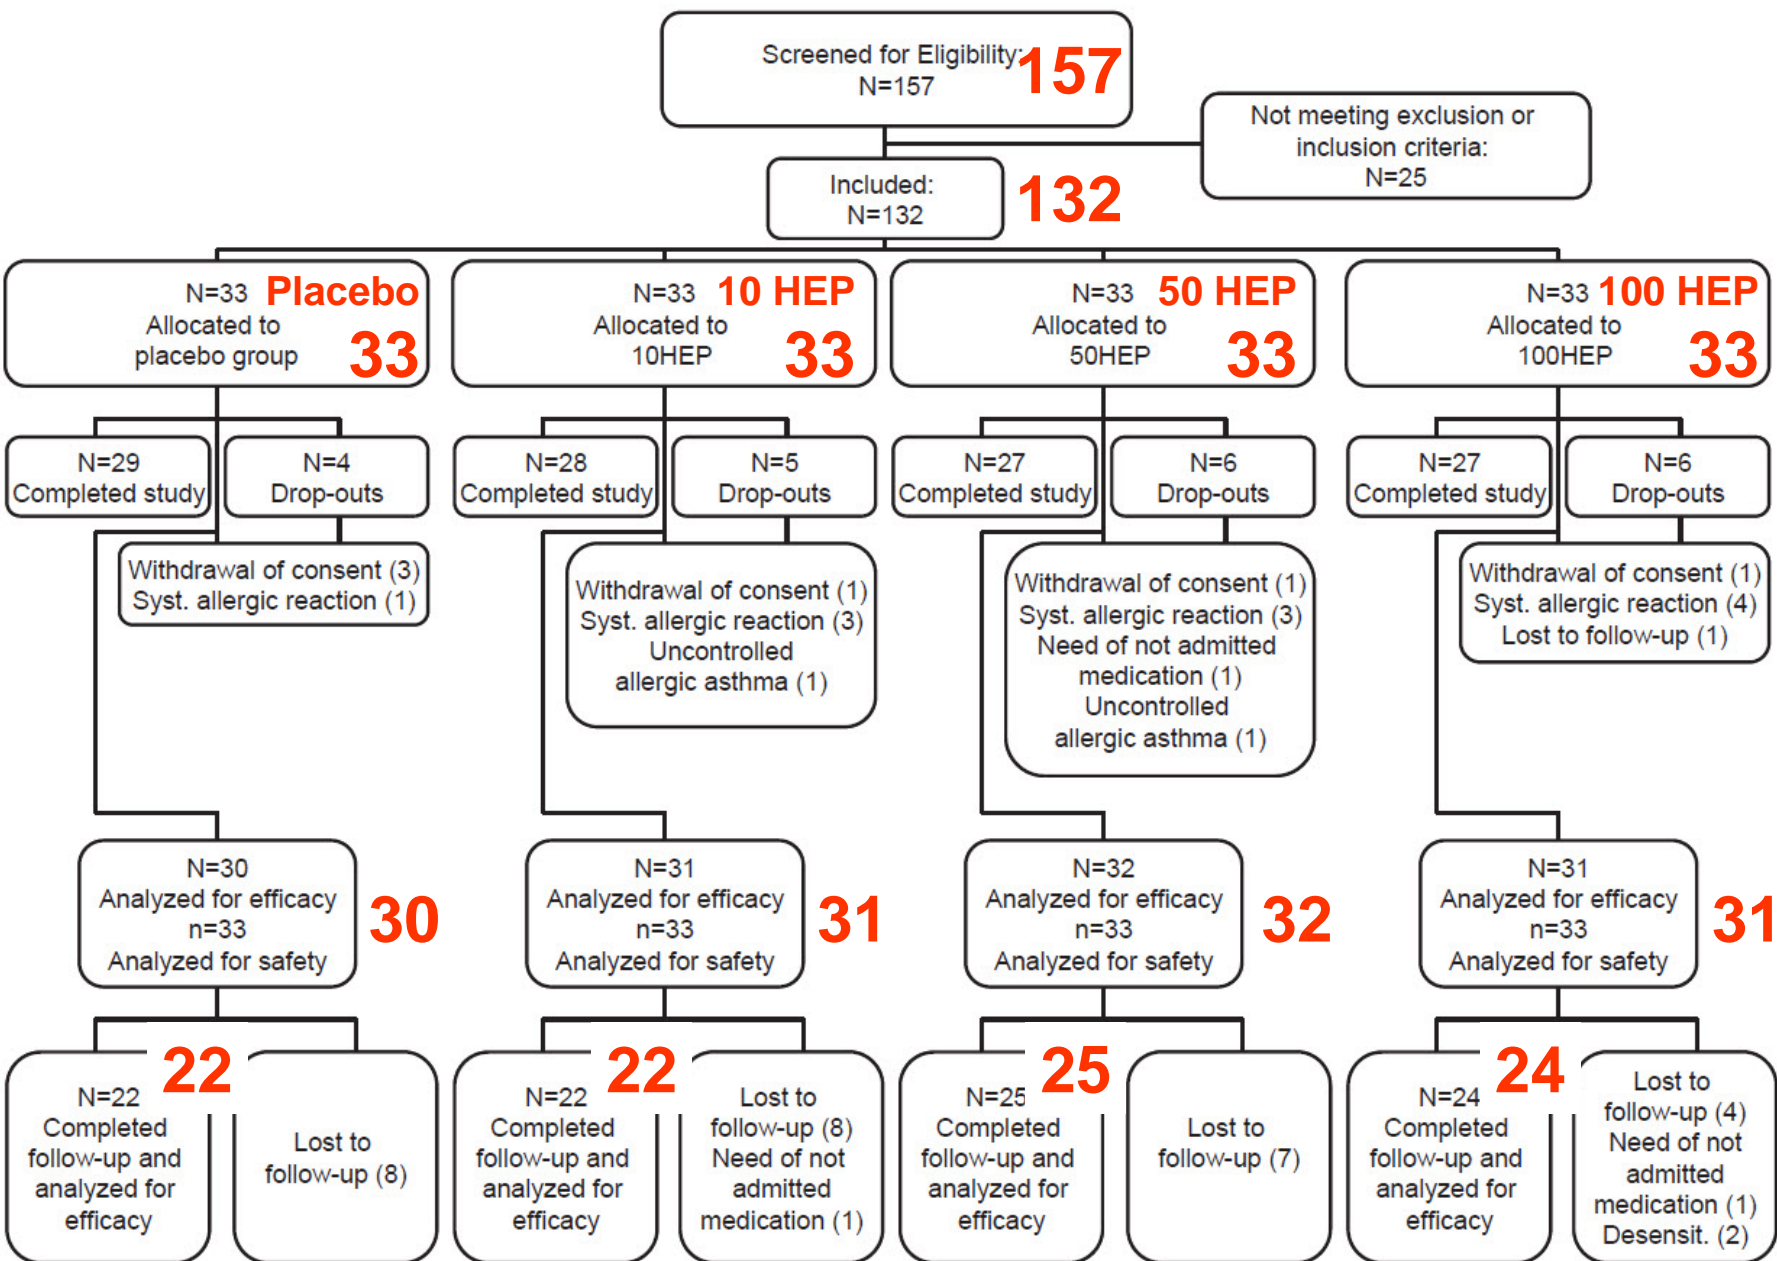 Screened for Eligibility:
N=157
157
Not meeting exclusion or
inclusion criteria:
N=25
Included:
N=132
132
N=33
Allocated to
placebo group
Placebo
33
N=33
Allocated to
10HEP
10 HEP
33
N=33
Allocated to
50HEP
50 HEP
33
N=33
Allocated to
100HEP
100 HEP
33
N=29
Completed study
N=4
Drop-outs
N=28
Completed study
N=5
Drop-outs
N=27
Completed study
N=6
Drop-outs
N=27
Completed study
N=6
Drop-outs
Withdrawal of consent (3)
Syst. allergic reaction (1)
Withdrawal of consent (1)
Syst. allergic reaction (3)
Uncontrolled
allergic asthma (1)
Withdrawal of consent (1)
Syst. allergic reaction (3)
Need of not admitted
medication (1)
Uncontrolled
allergic asthma (1)
Withdrawal of consent (1)
Syst. allergic reaction (4)
Lost to follow-up (1)
N=30
Analyzed for efficacy
n=33
Analyzed for safety
30
N=31
Analyzed for efficacy
n=33
Analyzed for safety
31
N=32
Analyzed for efficacy
n=33
Analyzed for safety
32
N=31
Analyzed for efficacy
n=33
Analyzed for safety
31
22
N=22
Completed
follow-up and
analyzed for
efficacy
Lost to
follow-up (8)
22
N=22
Completed
follow-up and
analyzed for
efficacy
Lost to
follow-up (8)
Need of not
admitted
medication (1)
25
N=25
Completed
follow-up and
analyzed for
efficacy
Lost to
follow-up (7)
24
N=24
Completed
follow-up and
analyzed for
efficacy
Lost to
follow-up (4)
Need of not
admitted
medication (1)
Desensit. (2)